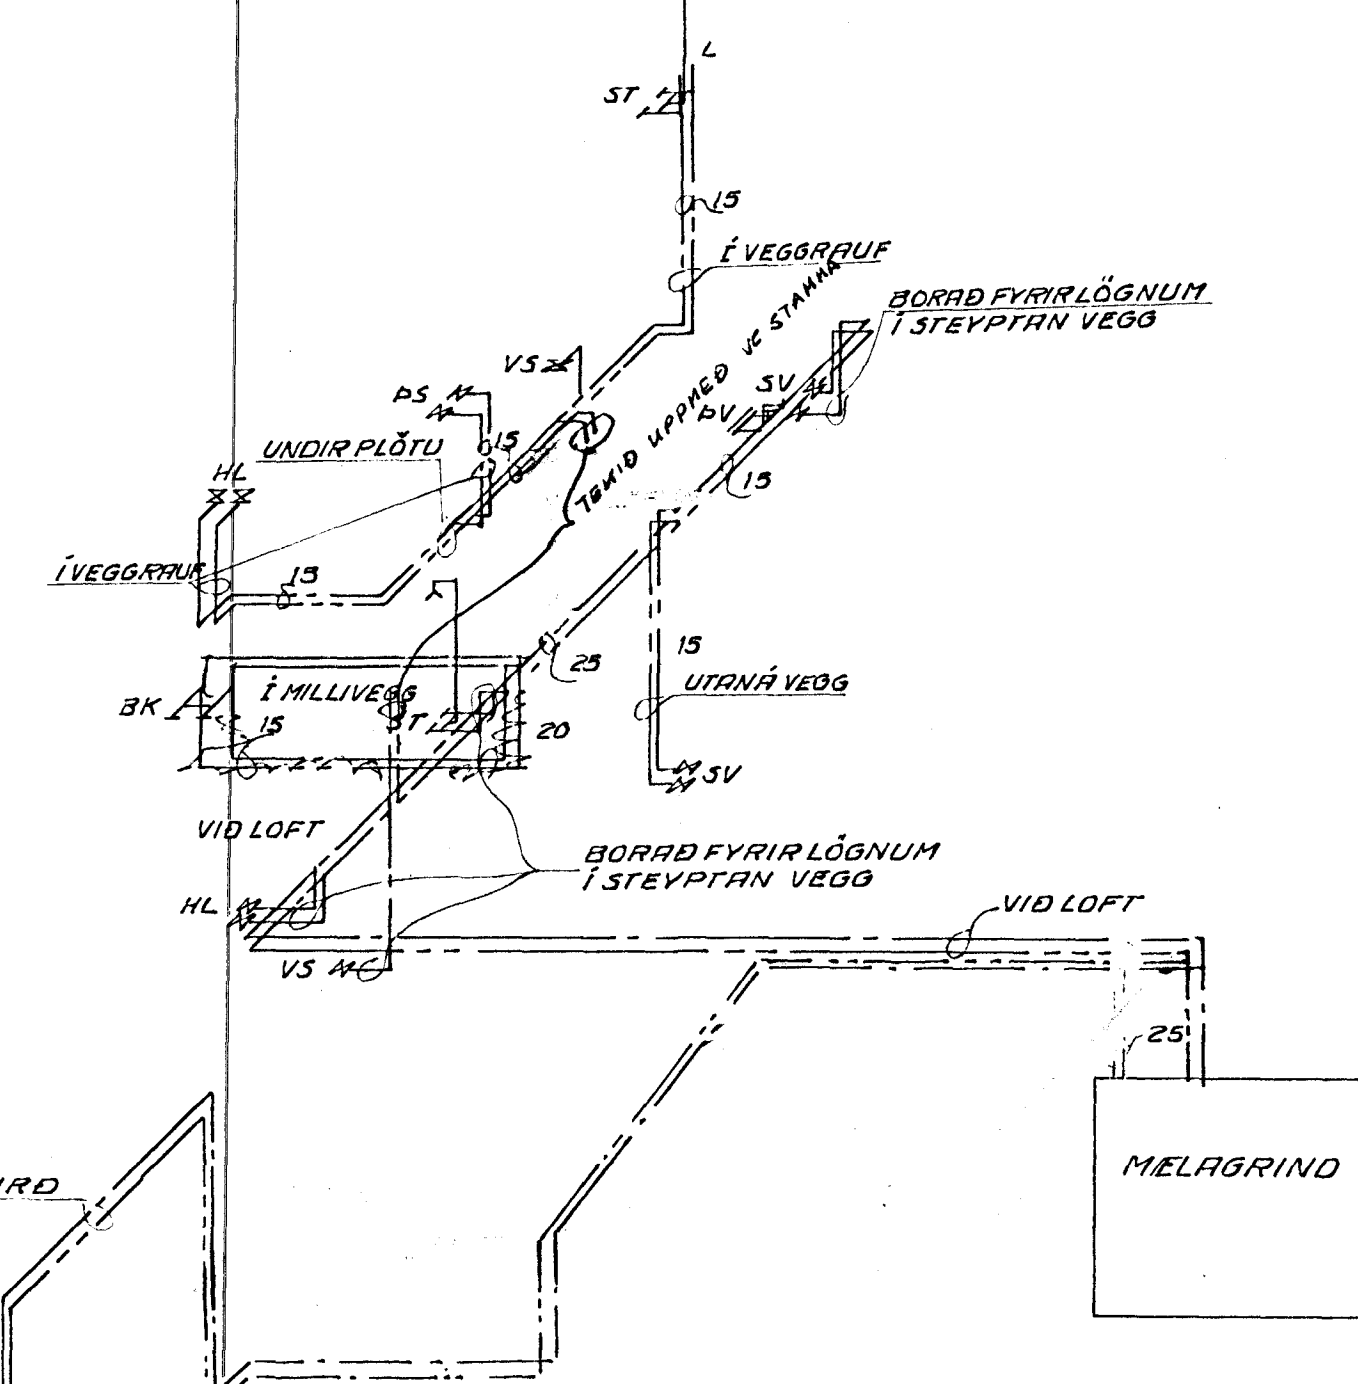 L
ST
15
Í VEGGRAUF
BORAÐ FYRIR LÖGNUM
Í STEYPTAN VEGG
TEKIÐ UPP MEÐ VC STAMMA
VS
ÞS
SV
ÞV
15
UNDIR PLÖTU
15
HL
Í VEGGRAUF
15
25
15
UTANÁ VEGG
Í MILLIVEGG
BK
15
ST
20
SV
VIÐ LOFT
BORAÐ FYRIR LÖGNUM
Í STEYPTAN VEGG
HL
VIÐ LOFT
VS
25
MÆLAGRIND